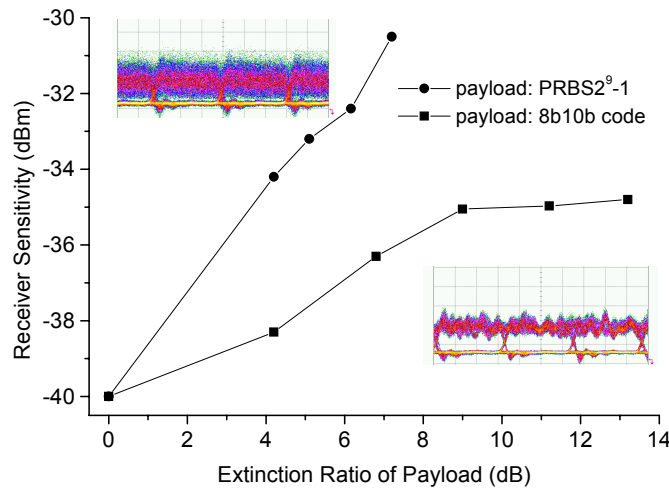 -30
-32
-34
-36
-38
-40
Receiver Sensitivity (dBm)
payload: PRBS2⁹-1
payload: 8b10b code
0 2 4 6 8 10 12 14
Extinction Ratio of Payload (dB)